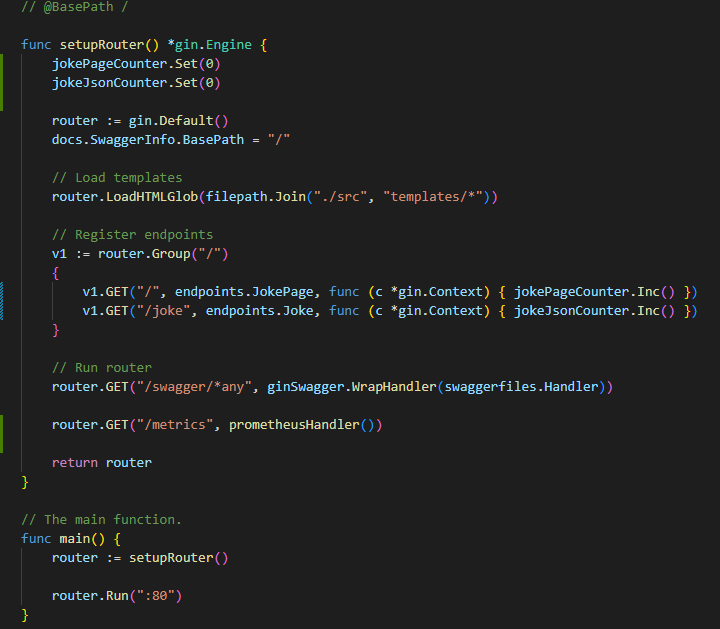 // @BasePath /
func setupRouter() *gin.Engine {
jokePageCounter.Set(0)
jokeJsonCounter.Set(0)
router := gin.Default()
docs.SwaggerInfo.BasePath = "/"
// Load templates
router.LoadHTMLGlob(filepath.Join("./src", "templates/*"))
// Register endpoints
v1 := router.Group("/")
{
v1.GET("/", endpoints.JokePage, func (c *gin.Context) { jokePageCounter.Inc() })
v1.GET("/joke", endpoints.Joke, func (c *gin.Context) { jokeJsonCounter.Inc() })
}
// Run router
router.GET("/swagger/*any", ginSwagger.WrapHandler(swaggerfiles.Handler))
router.GET("/metrics", prometheusHandler())
return router
}
// The main function.
func main() {
router := setupRouter()
router.Run(":80")
}